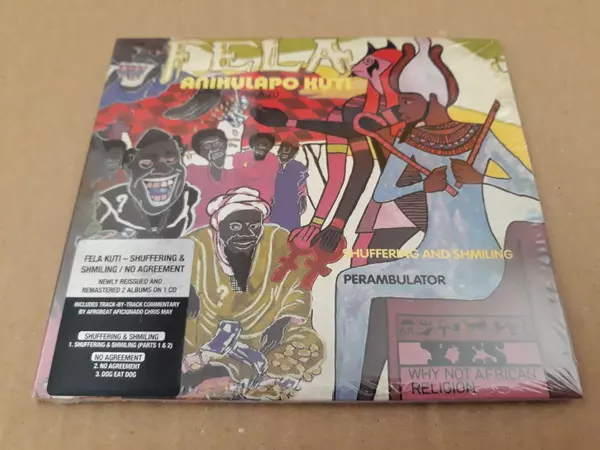 FELA
ANIKULAPO KUTI
SHUFFERING AND SHMILING
PERAMBULATOR
YES
WHY NOT AFRICAN
RELIGION
FELA KUTI – SHUFFERING &
SHMILING / NO AGREEMENT
NEWLY REISSUED AND
REMASTERED 2 ALBUMS ON 1 CD
INCLUDES TRACK-BY-TRACK COMMENTARY
BY AFROBEAT AFICIONADO CHRIS MAY
SHUFFERING & SHMILING
1. SHUFFERING & SHMILING (PARTS 1 & 2)
NO AGREEMENT
2. NO AGREEMENT
3. DOG EAT DOG